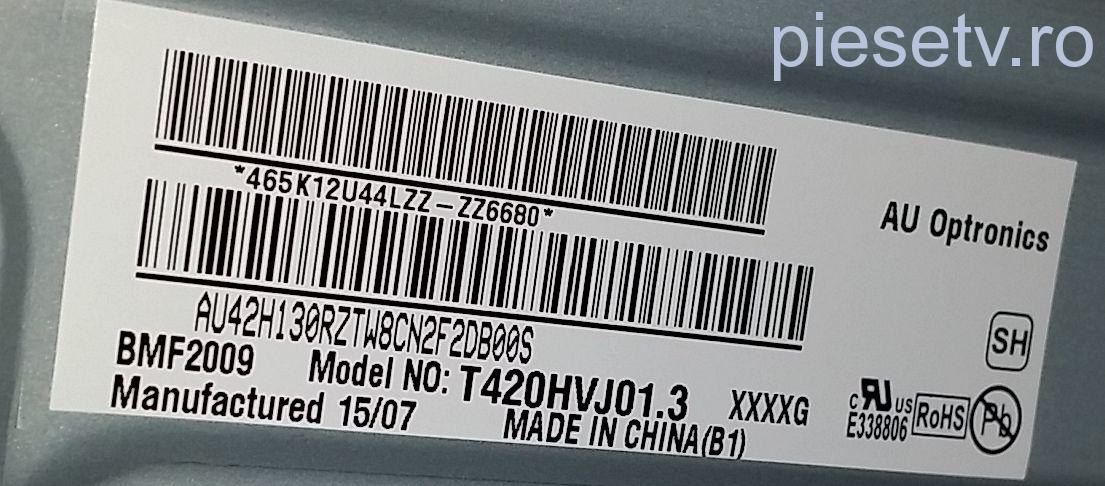 piesetv.ro
*465K12U44LZZ-ZZ6680*
AU Optronics
AU42H130RZTW8CN2F2DB00S
SH
BMF2009 Model NO: T420HVJ01.3 XXXXG
Manufactured 15/07 MADE IN CHINA(B1)
c RU US
E338806
RoHS
Pb